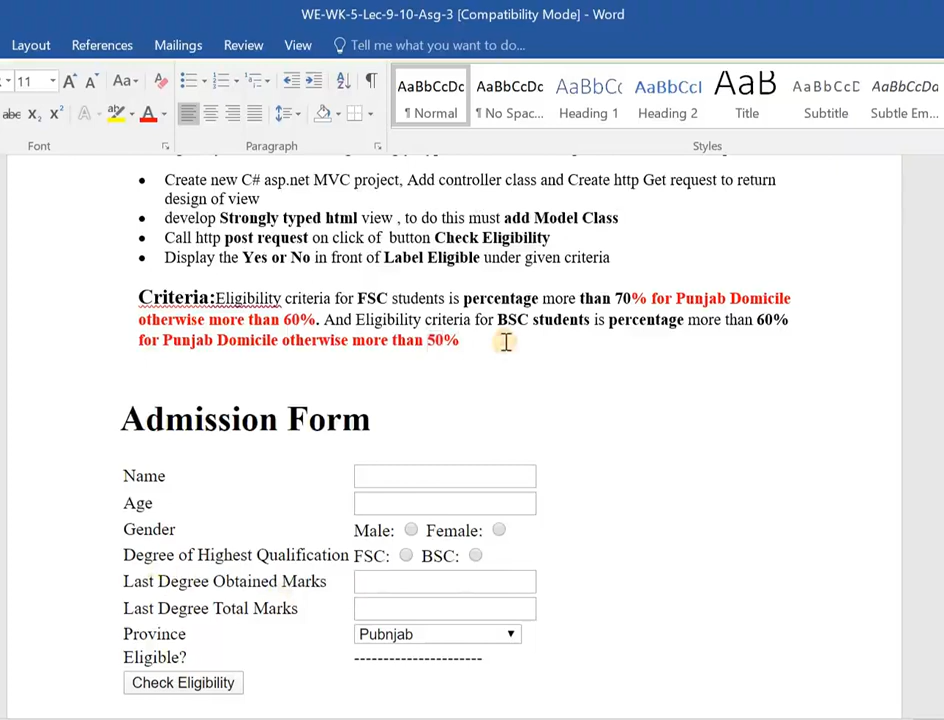 WE-WK-5-Lec-9-10-Asg-3 [Compatibility Mode] - Word
Layout References Mailings Review View Tell me what you want to do...
11 A A Aa A
abc X₂ X² A A
AaBbCcDc AaBbCcDc AaBbCc AaBbCcI AaB AaBbCcD AaBbCcDc
¶ Normal ¶ No Spac... Heading 1 Heading 2 Title Subtitle Subtle Em...
Font Paragraph Styles
• Create new C# asp.net MVC project, Add controller class and Create http Get request to return
design of view
• develop Strongly typed html view , to do this must add Model Class
• Call http post request on click of button Check Eligibility
• Display the Yes or No in front of Label Eligible under given criteria
Criteria:Eligibility criteria for FSC students is percentage more than 70% for Punjab Domicile
otherwise more than 60%. And Eligibility criteria for BSC students is percentage more than 60%
for Punjab Domicile otherwise more than 50%
Admission Form
Name
Age
Gender Male: Female:
Degree of Highest Qualification FSC: BSC:
Last Degree Obtained Marks
Last Degree Total Marks
Province Pubnjab
Eligible? ----------------------
Check Eligibility